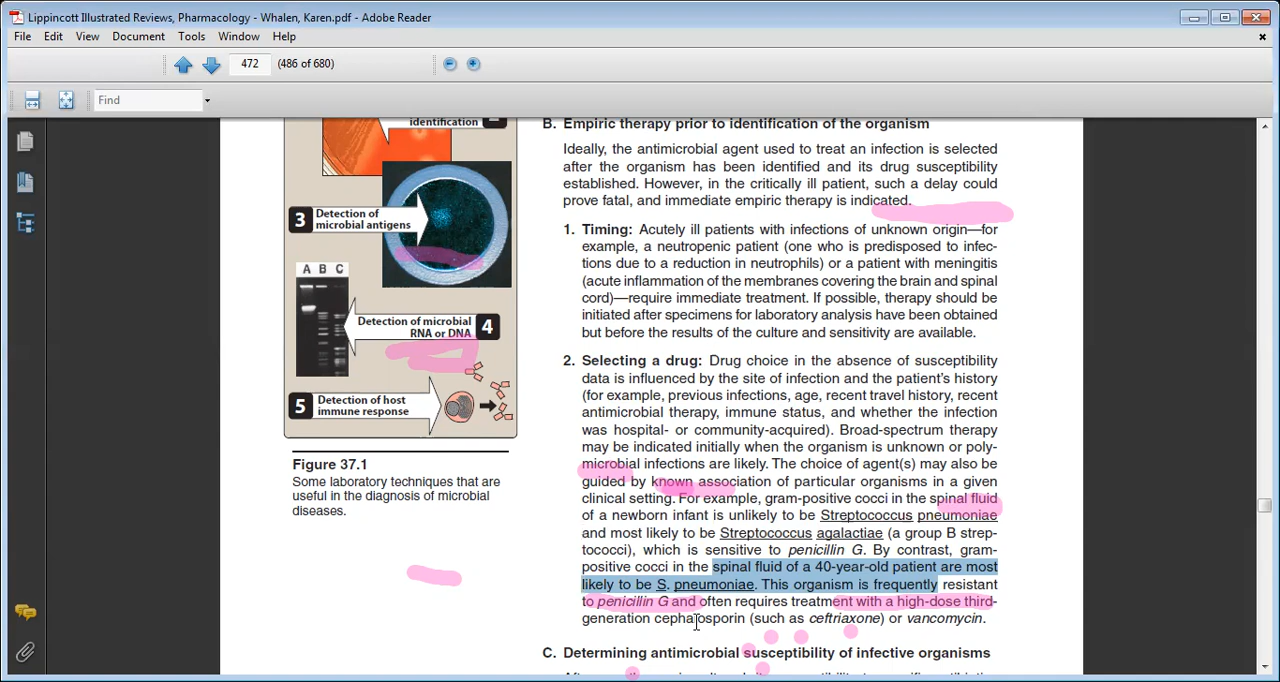 Lippincott Illustrated Reviews, Pharmacology - Whalen, Karen.pdf - Adobe Reader
File Edit View Document Tools Window Help
472 (486 of 680)
Find
identification
3 Detection of
microbial antigens
A B C
Detection of microbial
RNA or DNA 4
5 Detection of host
immune response
Figure 37.1
Some laboratory techniques that are
useful in the diagnosis of microbial
diseases.
B. Empiric therapy prior to identification of the organism
Ideally, the antimicrobial agent used to treat an infection is selected
after the organism has been identified and its drug susceptibility
established. However, in the critically ill patient, such a delay could
prove fatal, and immediate empiric therapy is indicated.
1. Timing: Acutely ill patients with infections of unknown origin—for
example, a neutropenic patient (one who is predisposed to infec-
tions due to a reduction in neutrophils) or a patient with meningitis
(acute inflammation of the membranes covering the brain and spinal
cord)—require immediate treatment. If possible, therapy should be
initiated after specimens for laboratory analysis have been obtained
but before the results of the culture and sensitivity are available.
2. Selecting a drug: Drug choice in the absence of susceptibility
data is influenced by the site of infection and the patient's history
(for example, previous infections, age, recent travel history, recent
antimicrobial therapy, immune status, and whether the infection
was hospital- or community-acquired). Broad-spectrum therapy
may be indicated initially when the organism is unknown or poly-
microbial infections are likely. The choice of agent(s) may also be
guided by known association of particular organisms in a given
clinical setting. For example, gram-positive cocci in the spinal fluid
of a newborn infant is unlikely to be Streptococcus pneumoniae
and most likely to be Streptococcus agalactiae (a group B strep-
tococci), which is sensitive to penicillin G. By contrast, gram-
positive cocci in the spinal fluid of a 40-year-old patient are most
likely to be S. pneumoniae. This organism is frequently resistant
to penicillin G and often requires treatment with a high-dose third-
generation cephalosporin (such as ceftriaxone) or vancomycin.
C. Determining antimicrobial susceptibility of infective organisms